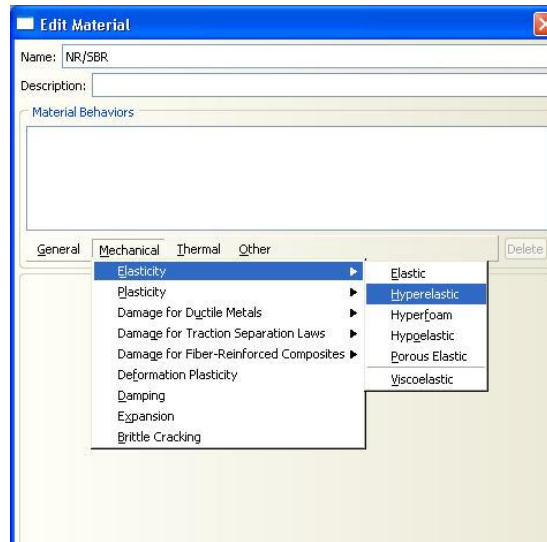 Edit Material
Name: NR/SBR
Description:
Material Behaviors
General Mechanical Thermal Other Delete
Elasticity
Plasticity
Damage for Ductile Metals
Damage for Traction Separation Laws
Damage for Fiber-Reinforced Composites
Deformation Plasticity
Damping
Expansion
Brittle Cracking
Elastic
Hyperelastic
Hyperfoam
Hypoelastic
Porous Elastic
Viscoelastic